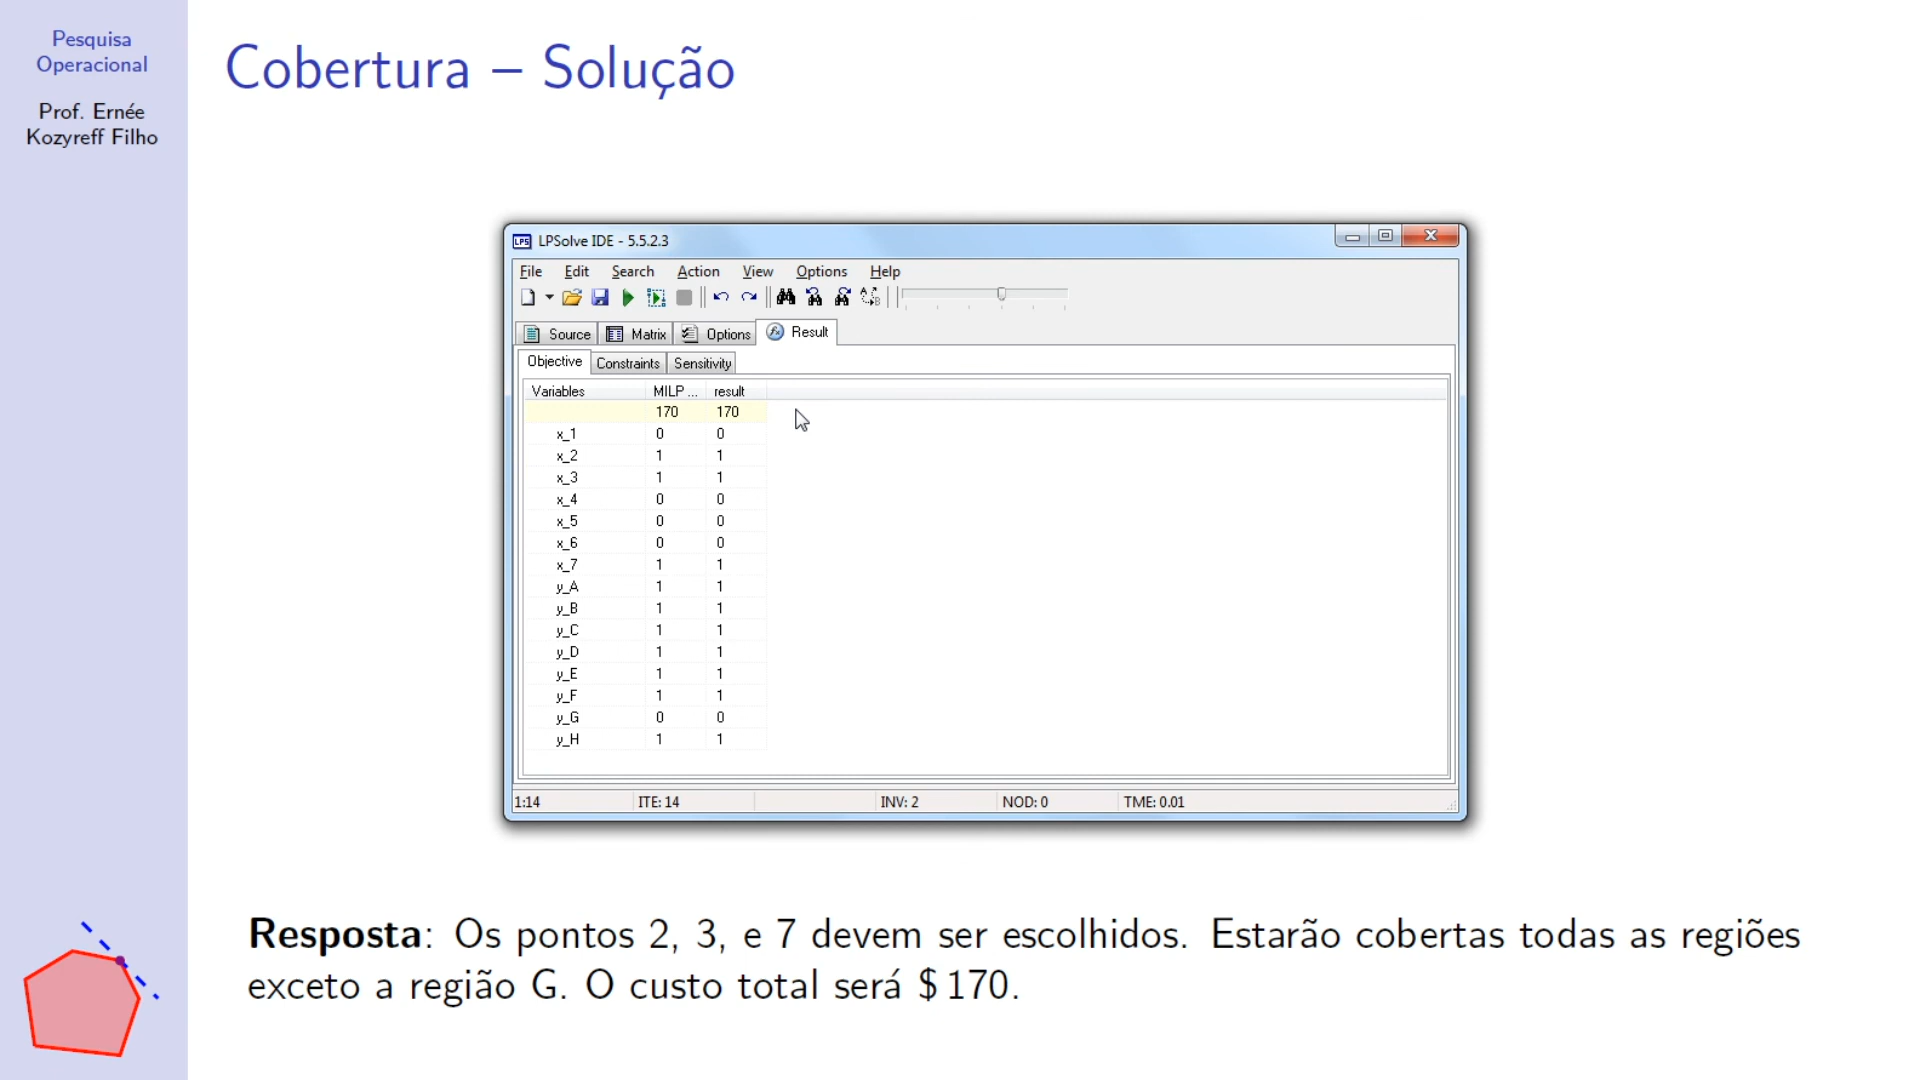 Pesquisa
Operacional
Prof. Ernée
Kozyreff Filho
Cobertura – Solução
LPS LPSolve IDE - 5.5.2.3
File Edit Search Action View Options Help
Source Matrix Options Result
Objective Constraints Sensitivity
Variables MILP ... result
170 170
x_1 0 0
x_2 1 1
x_3 1 1
x_4 0 0
x_5 0 0
x_6 0 0
x_7 1 1
y_A 1 1
y_B 1 1
y_C 1 1
y_D 1 1
y_E 1 1
y_F 1 1
y_G 0 0
y_H 1 1
1:14 ITE: 14 INV: 2 NOD: 0 TME: 0.01
Resposta: Os pontos 2, 3, e 7 devem ser escolhidos. Estarão cobertas todas as regiões
exceto a região G. O custo total será $ 170.